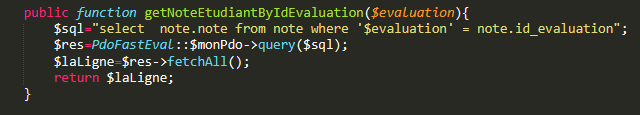 public function getNoteEtudiantByIdEvaluation($evaluation){
$sql="select  note.note from note where '$evaluation' = note.id_evaluation";
$res=PdoFastEval::$monPdo->query($sql);
$laLigne=$res->fetchAll();
return $laLigne;
}